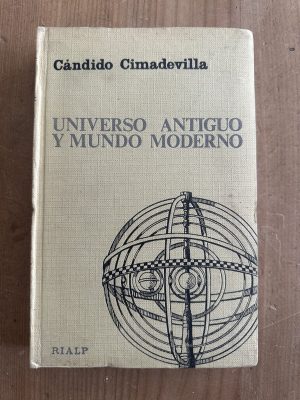 Cándido Cimadevilla
UNIVERSO ANTIGUO
Y MUNDO MODERNO
RIALP